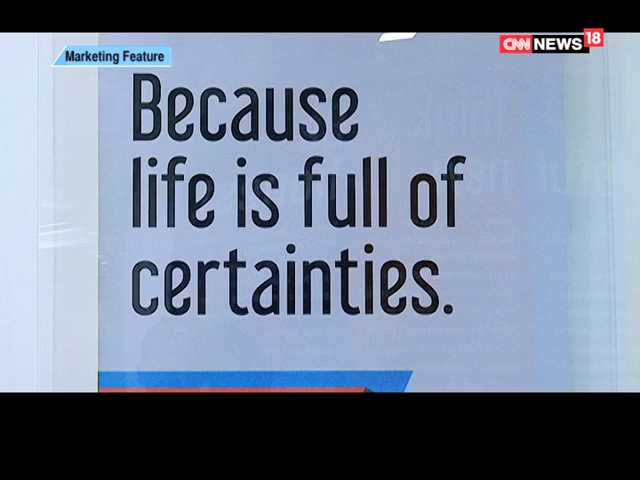 Marketing Feature
CNN NEWS 18
Because
life is full of
certainties.